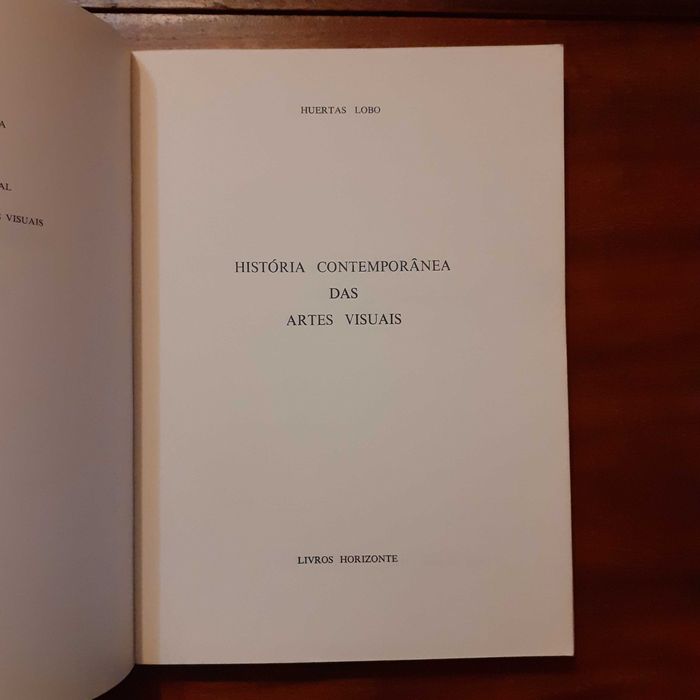 VISUAIS
HUERTAS LOBO
HISTÓRIA CONTEMPORÂNEA
DAS
ARTES VISUAIS
LIVROS HORIZONTE